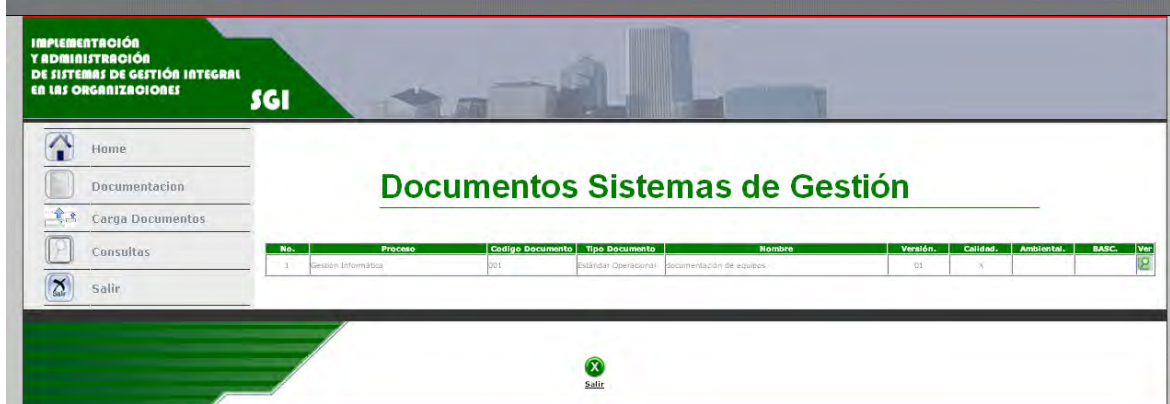 IMPLEMENTACIÓN
Y ADMINISTRACIÓN
DE SISTEMAS DE GESTIÓN INTEGRAL
EN LAS ORGANIZACIONES
SGI
Home
Documentacion
Carga Documentos
Consultas
Salir
Salir
Documentos Sistemas de Gestión
No. Proceso Codigo Documento Tipo Documento Nombre Versión. Calidad. Ambiental. BASC. Ver
1 Gestión Informática 001 Estándar Operacional documentación de equipos. 01 X
X
Salir